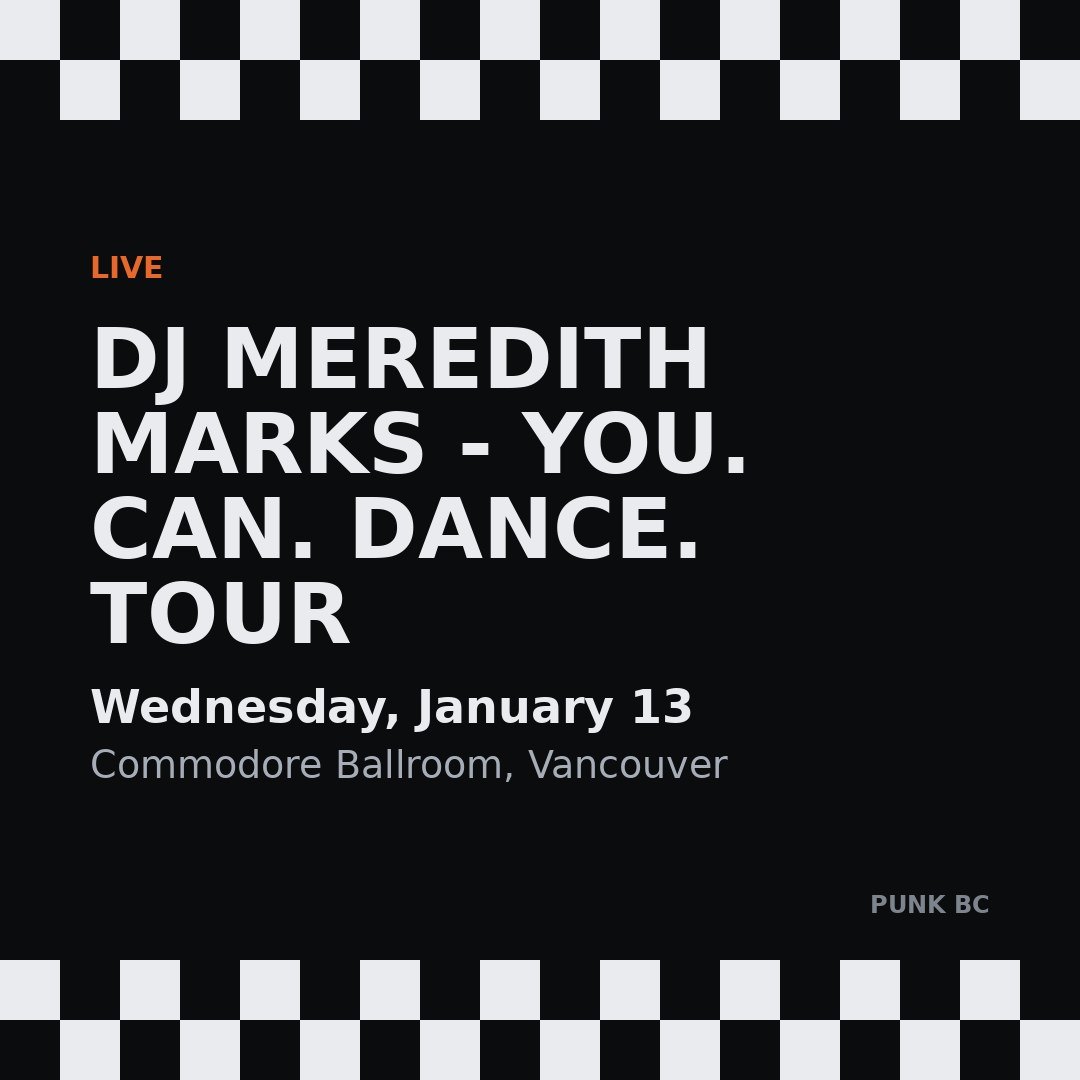 LIVE
DJ MEREDITH
MARKS - YOU.
CAN. DANCE.
TOUR
Wednesday, January 13
Commodore Ballroom, Vancouver
PUNK BC